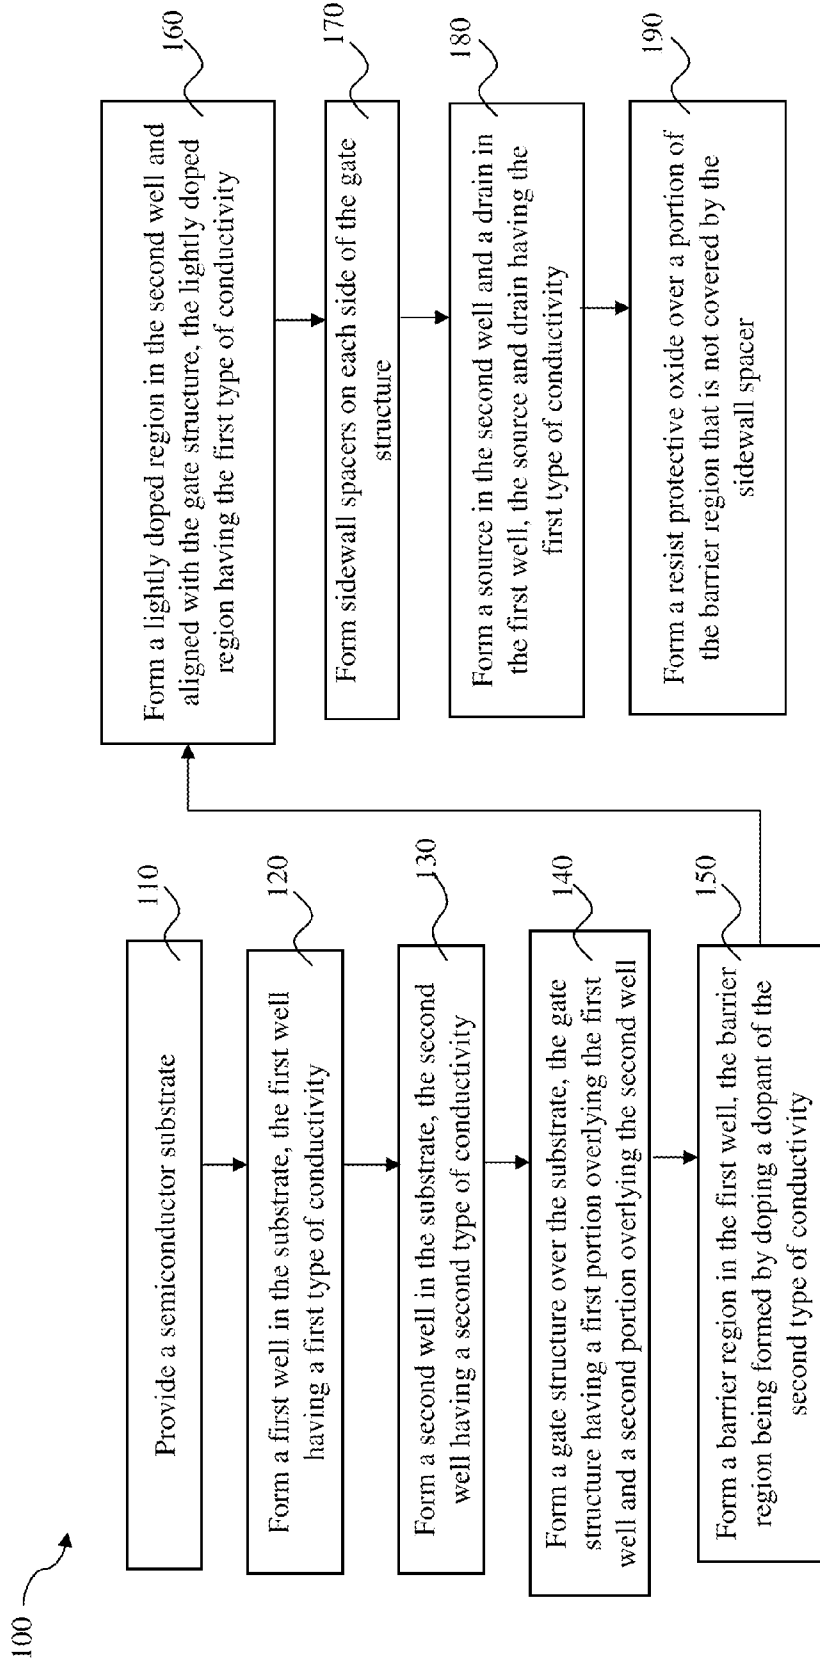 100
110
Provide a semiconductor substrate
120
Form a first well in the substrate, the first well
having a first type of conductivity
130
Form a second well in the substrate, the second
well having a second type of conductivity
140
Form a gate structure over the substrate, the gate
structure having a first portion overlying the first
well and a second portion overlying the second well
150
Form a barrier region in the first well, the barrier
region being formed by doping a dopant of the
second type of conductivity
160
Form a lightly doped region in the second well and
aligned with the gate structure, the lightly doped
region having the first type of conductivity
170
Form sidewall spacers on each side of the gate
structure
180
Form a source in the second well and a drain in
the first well, the source and drain having the
first type of conductivity
190
Form a resist protective oxide over a portion of
the barrier region that is not covered by the
sidewall spacer